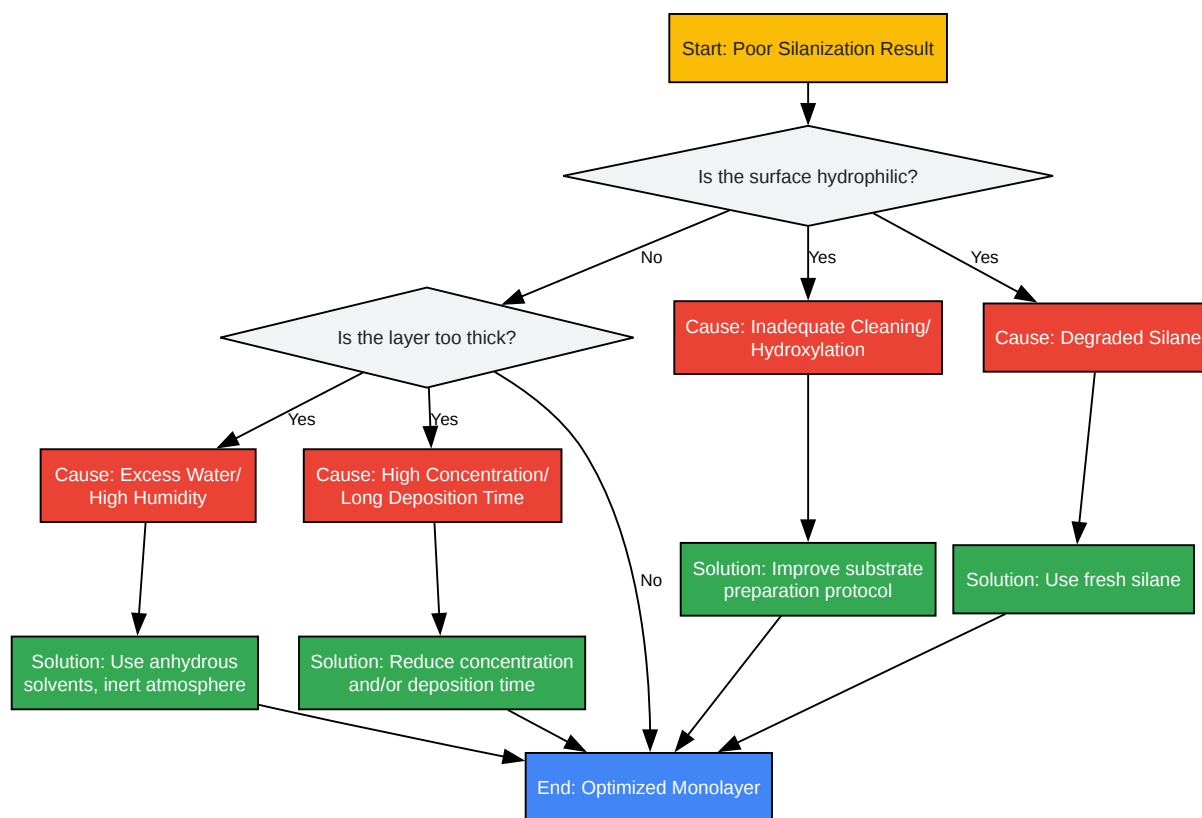 Start: Poor Silanization Result
Is the surface hydrophilic?
No
Yes
Yes
Cause: Inadequate Cleaning/
Hydroxylation
Cause: Degraded Silane
Is the layer too thick?
Yes
Yes
Cause: Excess Water/
High Humidity
Cause: High Concentration/
Long Deposition Time
No
Solution: Improve substrate
preparation protocol
Solution: Use fresh silane
Solution: Use anhydrous
solvents, inert atmosphere
Solution: Reduce concentration
and/or deposition time
End: Optimized Monolayer